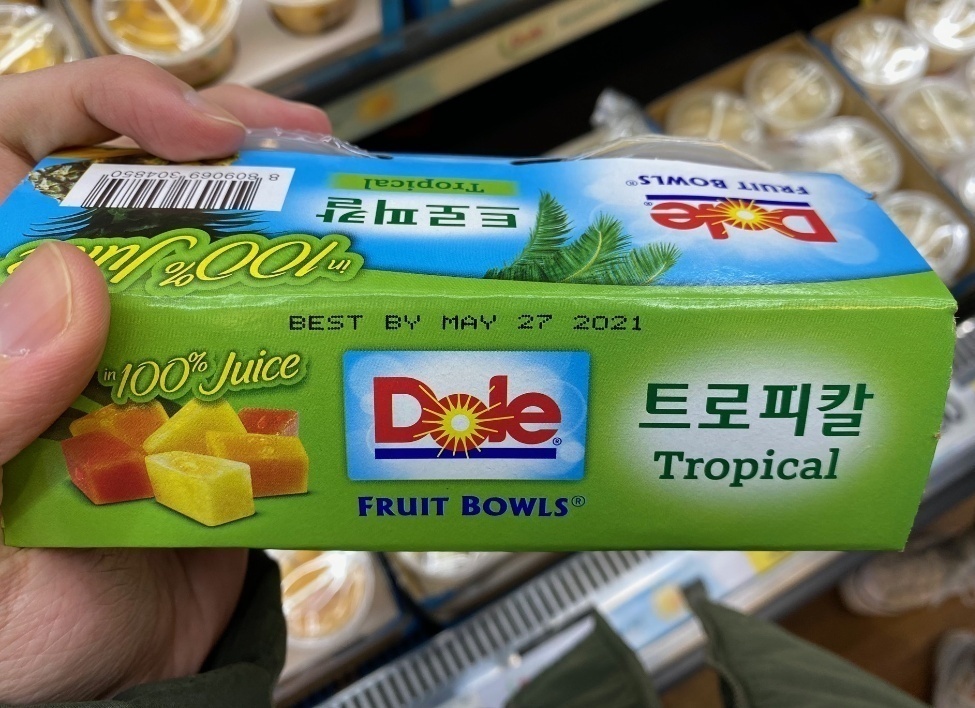 8 809069 304850
Tropical
트로피칼
Dole
FRUIT BOWLS®
in 100% Juice
BEST BY MAY 27 2021
in 100% Juice
Dole®
FRUIT BOWLS®
트로피칼
Tropical